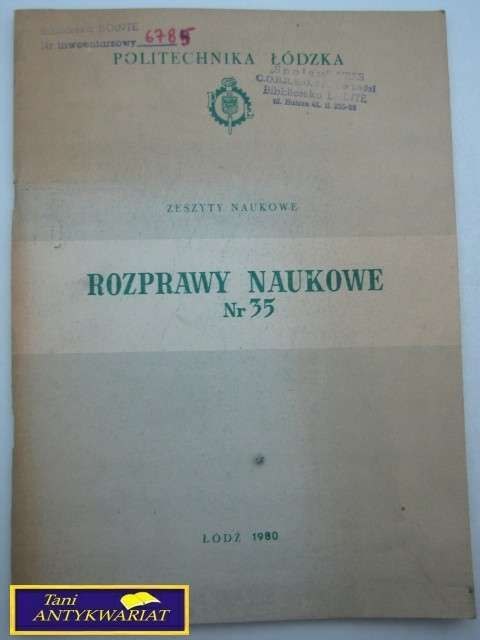 Nr inwentarzowy 6785
POLITECHNIKA ŁÓDZKA
ZESZYTY NAUKOWE
ROZPRAWY NAUKOWE
Nr 35
ŁÓDŹ 1980
Tani
ANTYKWARIAT